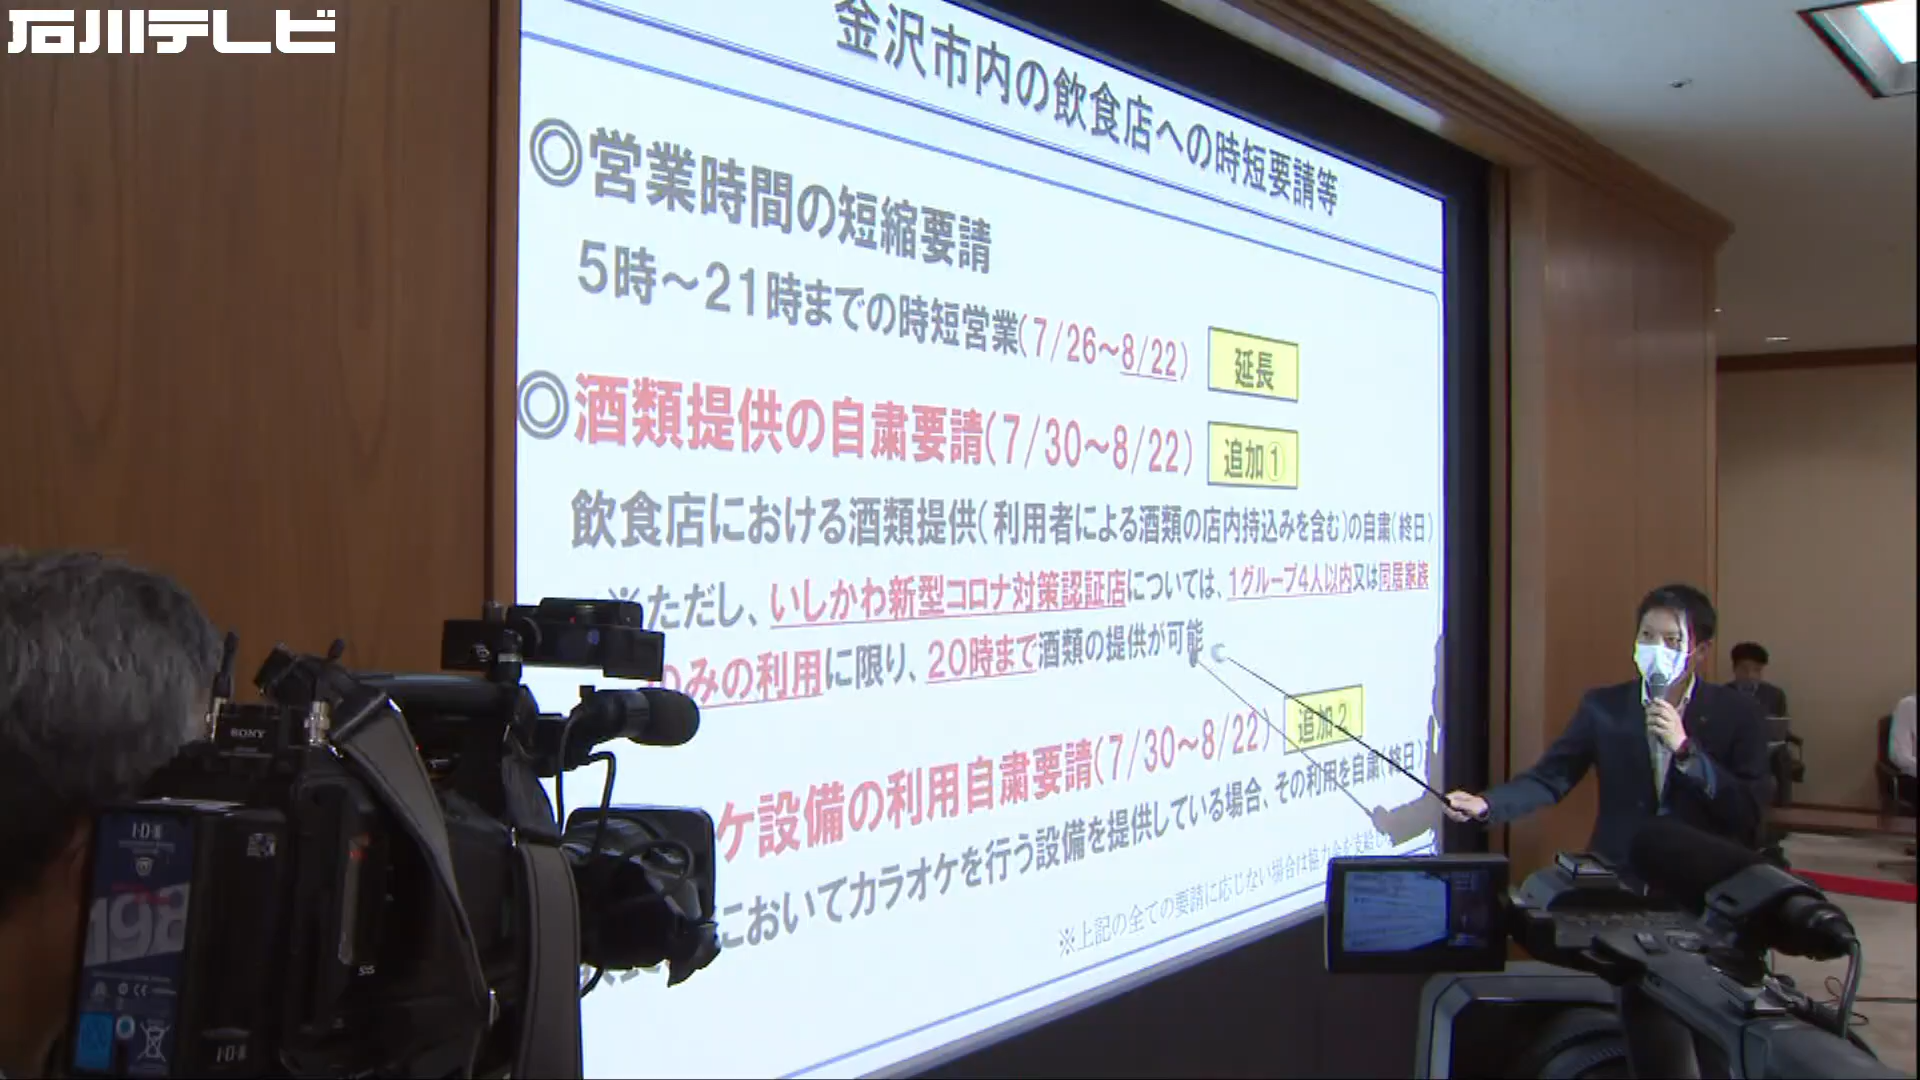 石川テレビ
金沢市内の飲食店への時短要請等
◎営業時間の短縮要請
5時～21時までの時短営業(7/26～8/22) 延長
◎酒類提供の自粛要請(7/30～8/22) 追加①
飲食店における酒類提供(利用者による酒類の店内持込みを含む)の自粛(終日)
※ただし、いしかわ新型コロナ対策認証店については、1グループ4人以内又は同居家族
のみの利用に限り、20時まで酒類の提供が可能
ケ設備の利用自粛要請(7/30～8/22) 追加2
においてカラオケを行う設備を提供している場合、その利用を自粛(終日)
※上記の全ての要請に応じない場合は協力金を支給し
SONY
I·D·X
198
I·D·X